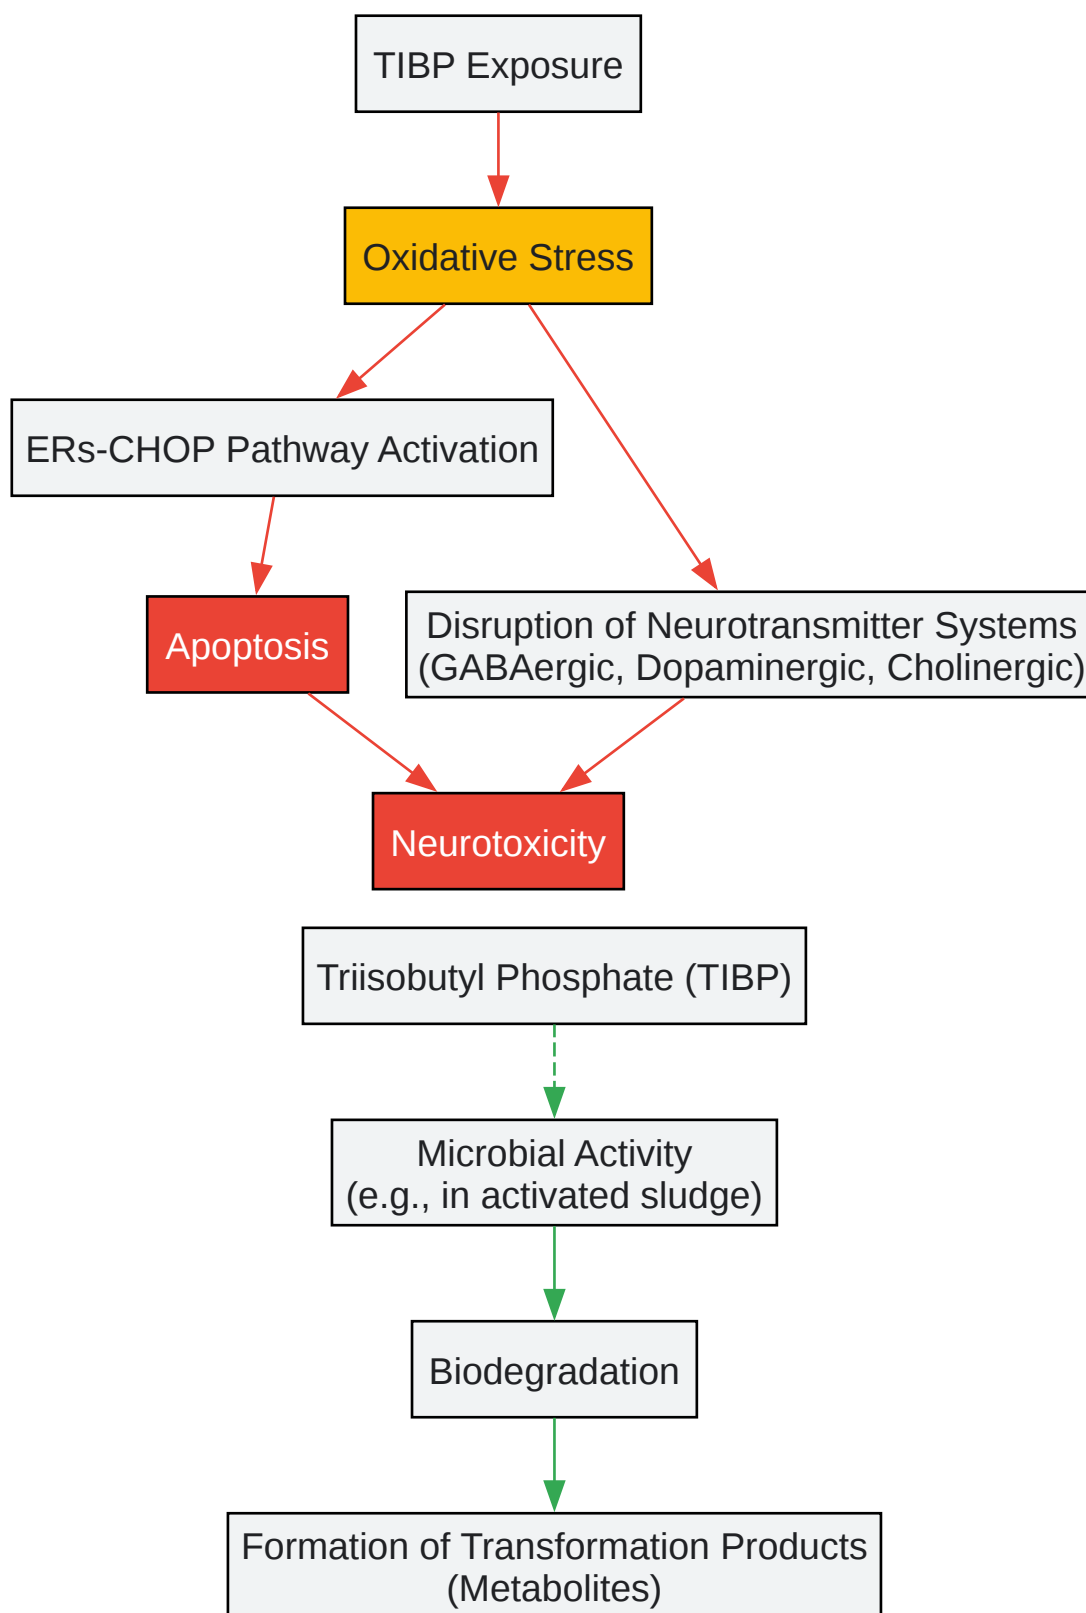 TIBP Exposure
Oxidative Stress
ERs-CHOP Pathway Activation
Apoptosis
Disruption of Neurotransmitter Systems
(GABAergic, Dopaminergic, Cholinergic)
Neurotoxicity
Triisobutyl Phosphate (TIBP)
Microbial Activity
(e.g., in activated sludge)
Biodegradation
Formation of Transformation Products
(Metabolites)